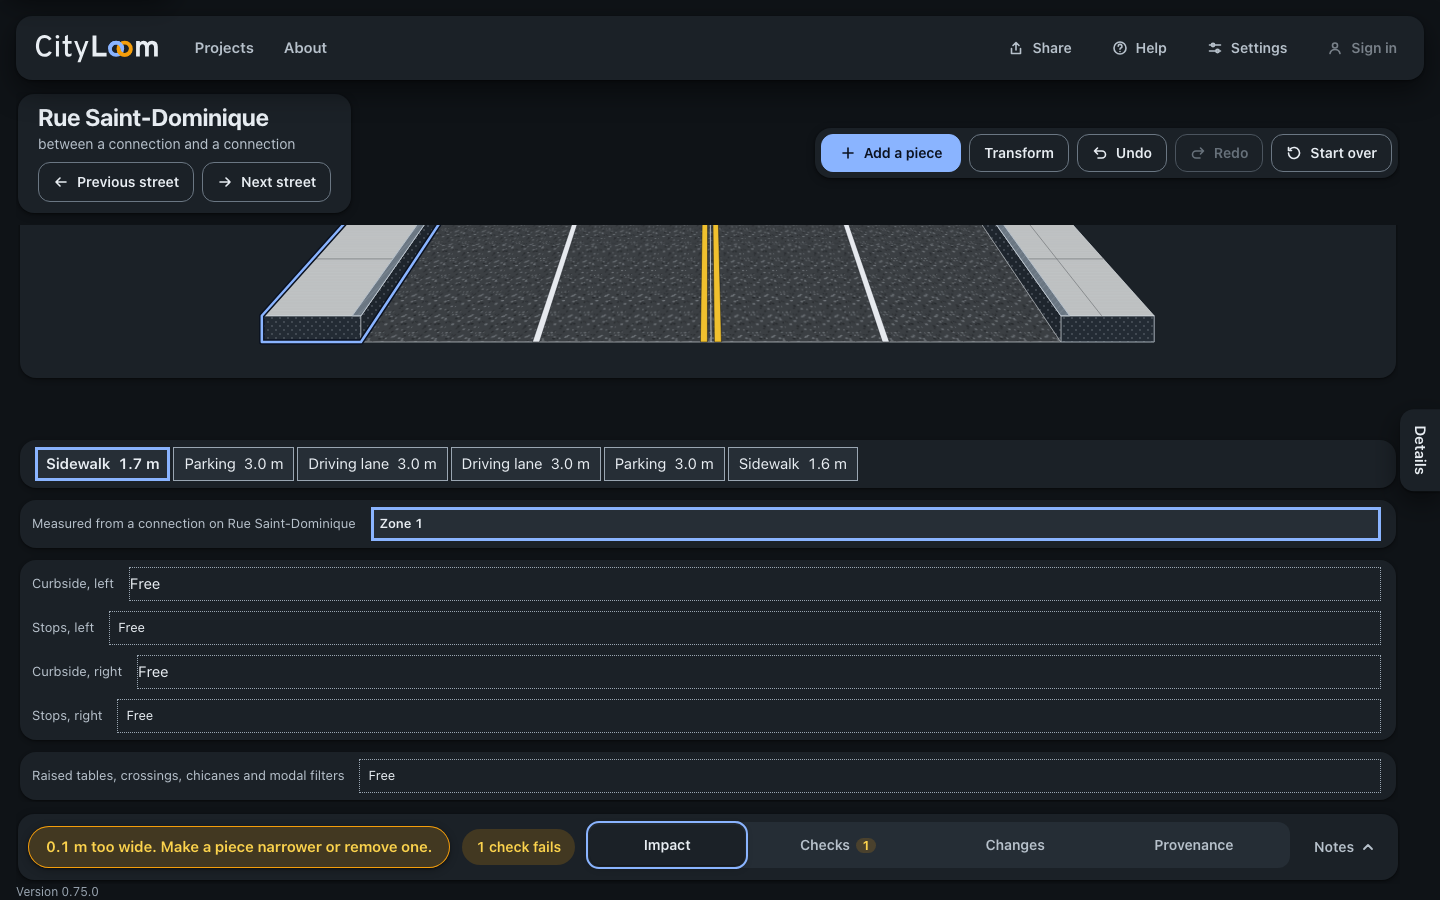 CityLoom
Projects
About
Share
Help
Settings
Sign in
Rue Saint-Dominique
between a connection and a connection
Previous street
Next street
Add a piece
Transform
Undo
Redo
Start over
Details
Sidewalk 1.7 m
Parking 3.0 m
Driving lane 3.0 m
Driving lane 3.0 m
Parking 3.0 m
Sidewalk 1.6 m
Measured from a connection on Rue Saint-Dominique
Zone 1
Curbside, left
Free
Stops, left
Free
Curbside, right
Free
Stops, right
Free
Raised tables, crossings, chicanes and modal filters
Free
0.1 m too wide. Make a piece narrower or remove one.
1 check fails
Impact
Checks 1
Changes
Provenance
Notes
Version 0.75.0